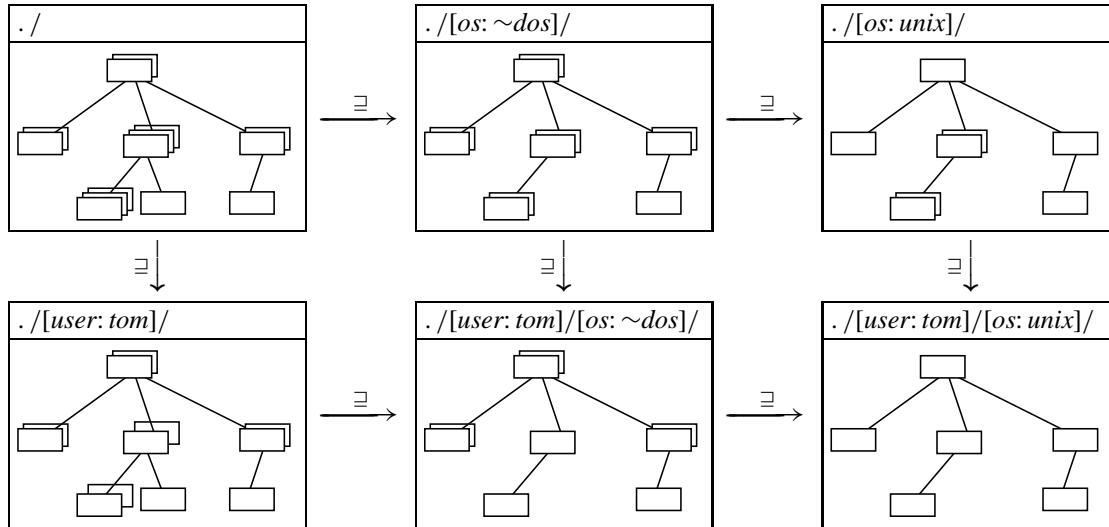 . /
. /[os: ~dos]/
. /[os: unix]/
⊒
⊒
⊒
⊒
⊒
. /[user: tom]/
. /[user: tom]/[os: ~dos]/
. /[user: tom]/[os: unix]/
⊒
⊒